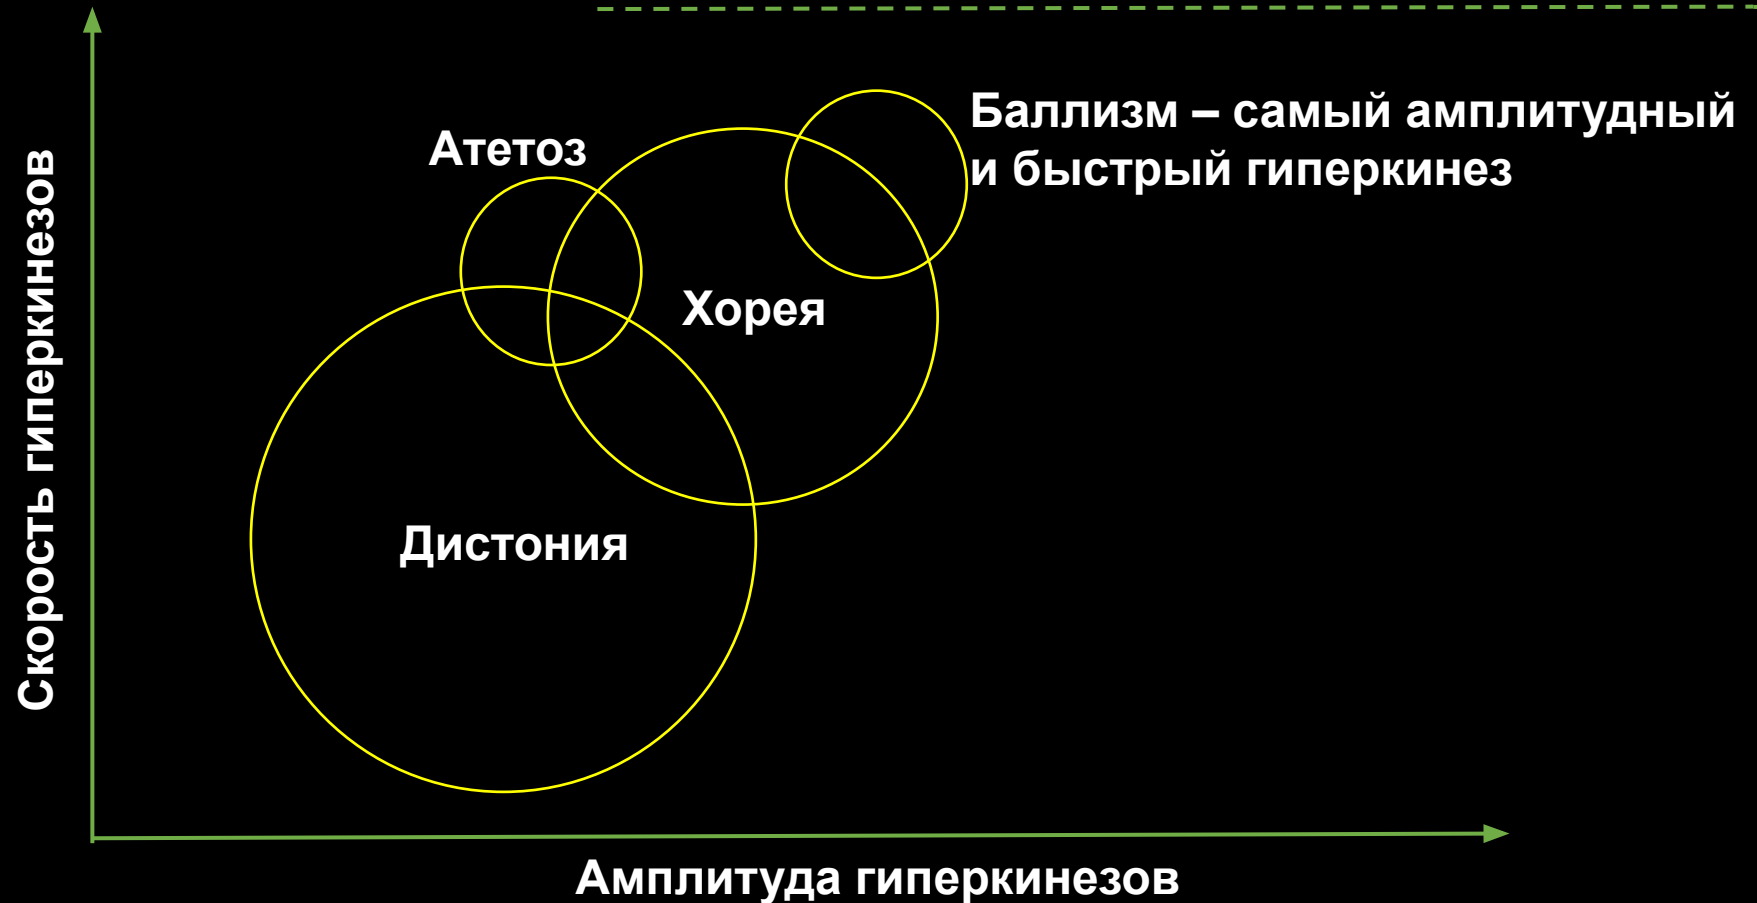 Баллизм – самый амплитудный
и быстрый гиперкинез
Атетоз
Хорея
Дистония
Скорость гиперкинезов
Амплитуда гиперкинезов